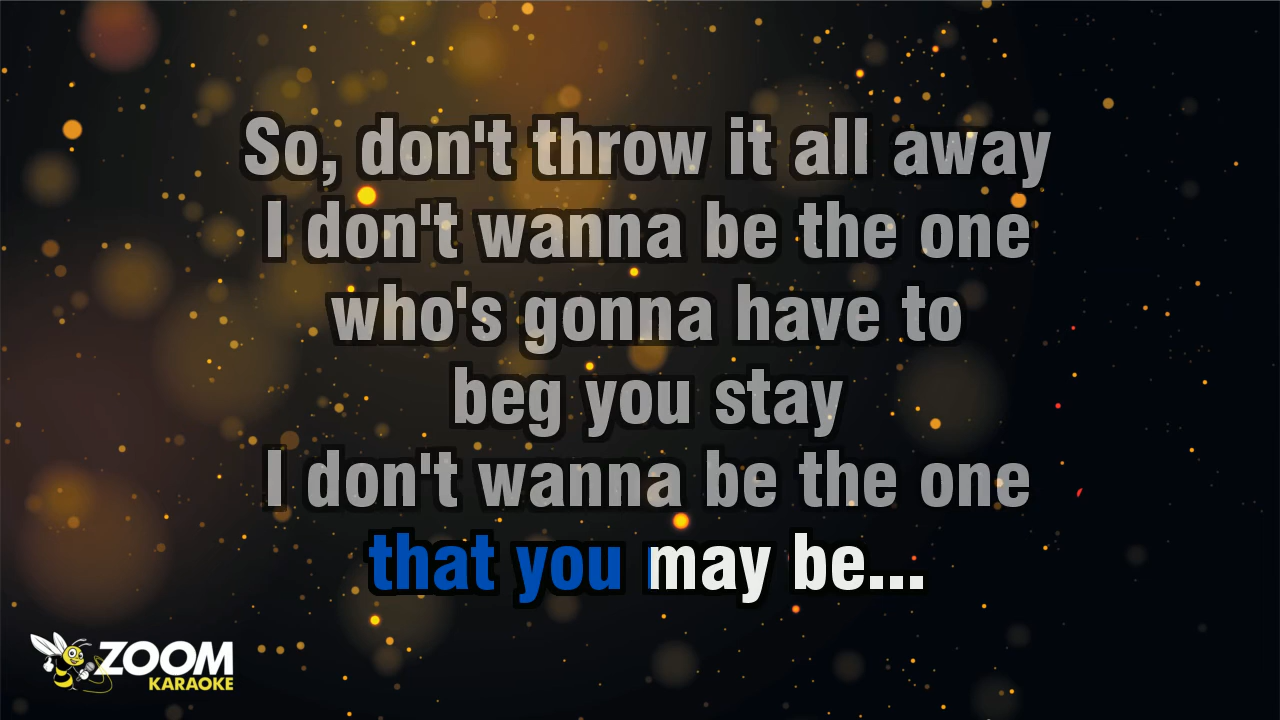 So, don't throw it all away
I don't wanna be the one
who's gonna have to
beg you stay
I don't wanna be the one
that you may be...
ZOOM
KARAOKE